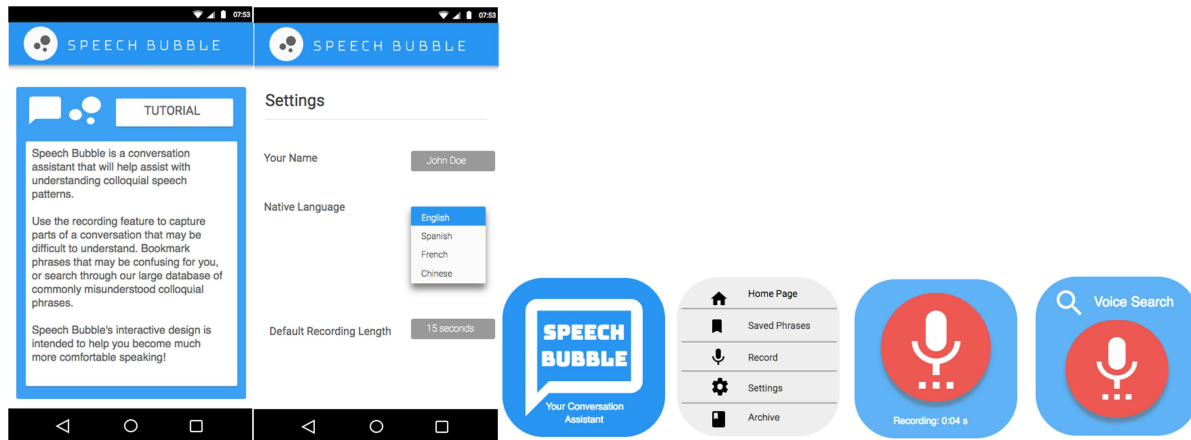 07:53
SPEECH BUBBLE
TUTORIAL
Speech Bubble is a conversation
assistant that will help assist with
understanding colloquial speech
patterns.
Use the recording feature to capture
parts of a conversation that may be
difficult to understand. Bookmark
phrases that may be confusing for you,
or search through our large database of
commonly misunderstood colloquial
phrases.
Speech Bubble's interactive design is
intended to help you become much
more comfortable speaking!
07:53
SPEECH BUBBLE
Settings
Your Name
John Doe
Native Language
English
Spanish
French
Chinese
Default Recording Length
15 seconds
SPEECH
BUBBLE
Your Conversation
Assistant
Home Page
Saved Phrases
Record
Settings
Archive
Recording: 0:04 s
Voice Search